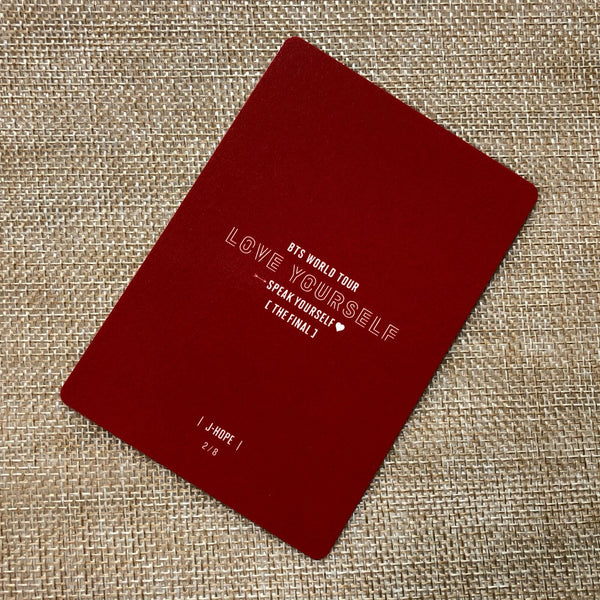 BTS WORLD TOUR
LOVE YOURSELF
SPEAK YOURSELF♥
[ THE FINAL ]
| J-HOPE |
2/8